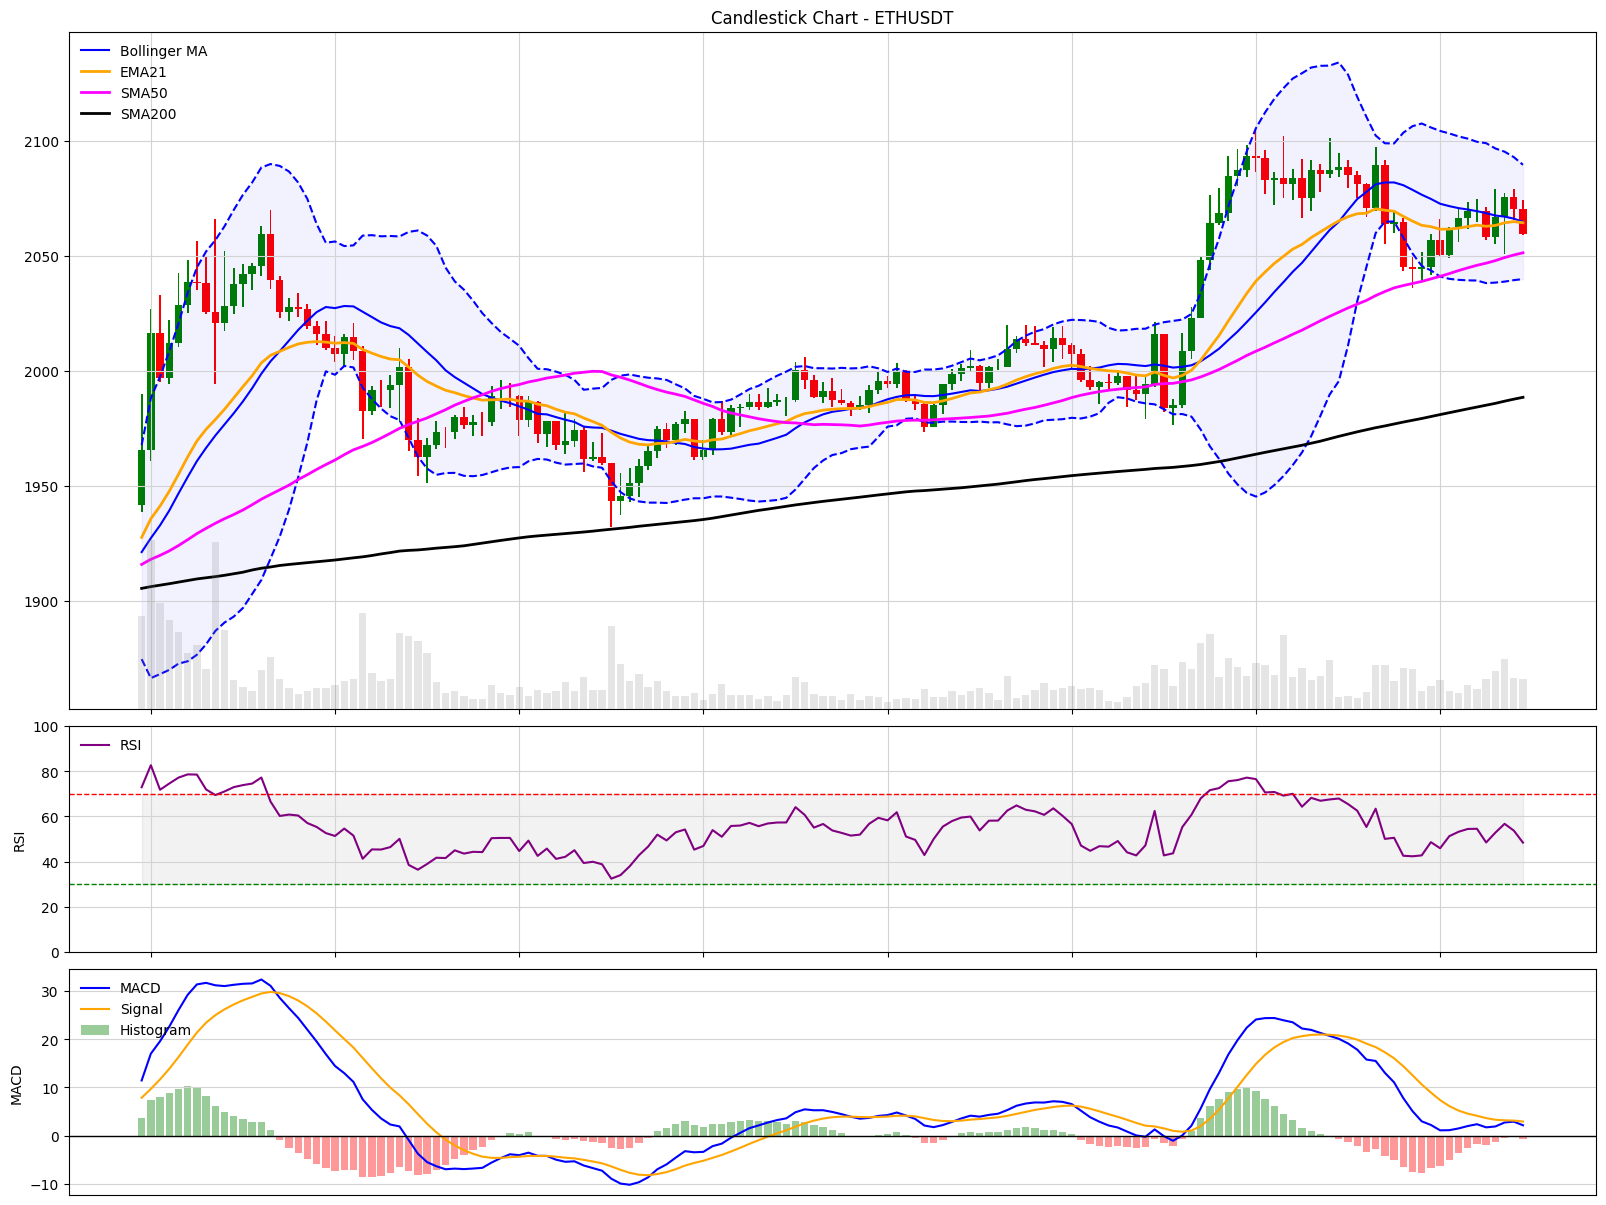 Candlestick Chart - ETHUSDT
Bollinger MA
EMA21
SMA50
SMA200
2100
2050
2000
1950
1900
RSI
100
80
60
40
20
0
RSI
MACD
Signal
Histogram
30
20
10
0
−10
MACD